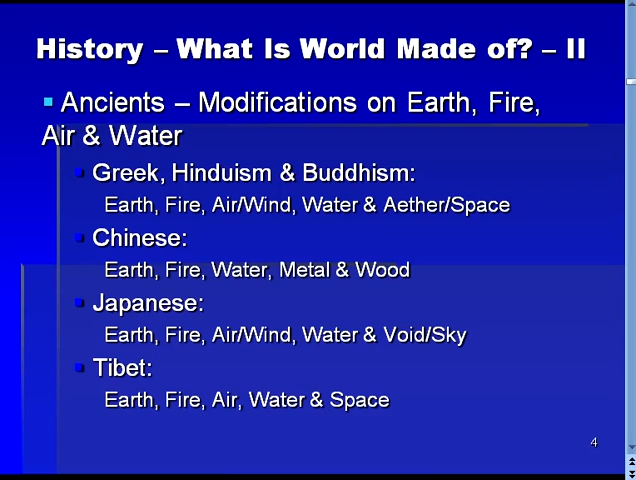 History – What Is World Made of? – II
Ancients – Modifications on Earth, Fire,
Air & Water
Greek, Hinduism & Buddhism:
Earth, Fire, Air/Wind, Water & Aether/Space
Chinese:
Earth, Fire, Water, Metal & Wood
Japanese:
Earth, Fire, Air/Wind, Water & Void/Sky
Tibet:
Earth, Fire, Air, Water & Space
4